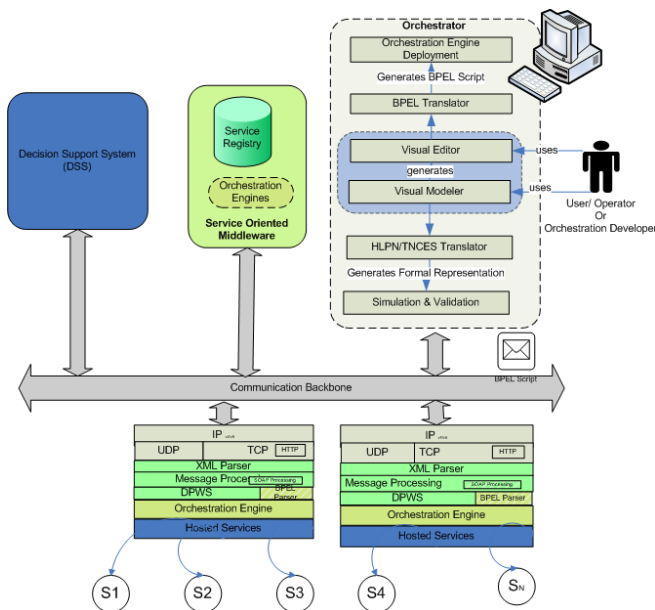 Orchestrator
Orchestration Engine
Deployment
Generates BPEL Script
BPEL Translator
Visual Editor
generates
Visual Modeler
HLPN/TNCES Translator
Generates Formal Representation
Simulation & Validation
uses
uses
User/ Operator
Or
Orchestration Developer
Decision Support System
(DSS)
Service
Registry
Orchestration
Engines
Service Oriented
Middleware
BPEL Script
Communication Backbone
IP
UDP
TCP
HTTP
XML Parser
Message Proces
SOAP Processing
DPWS
BPEL
Parser
Orchestration Engine
Hosted Services
S1
S2
S3
IP
UDP
TCP
HTTP
XML Parser
Message Processing
SOAP Processing
DPWS
BPEL Parser
Orchestration Engine
Hosted Services
S4
SN